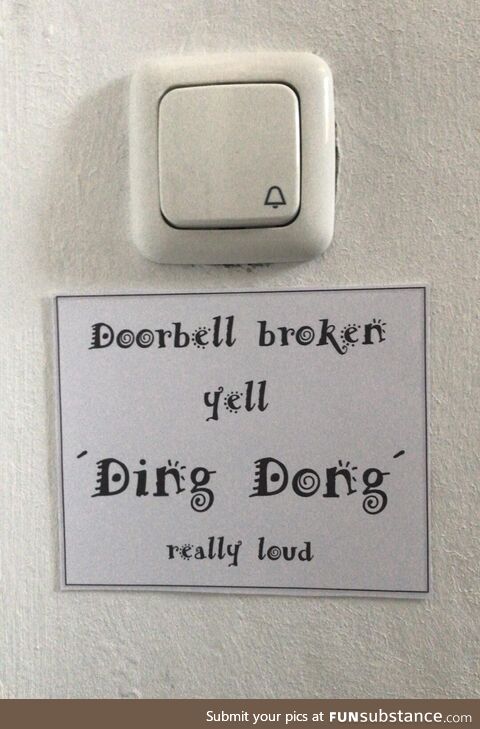 Doorbell broken
yell
´Ding Dong´
really loud
Submit your pics at FUNsubstance.com